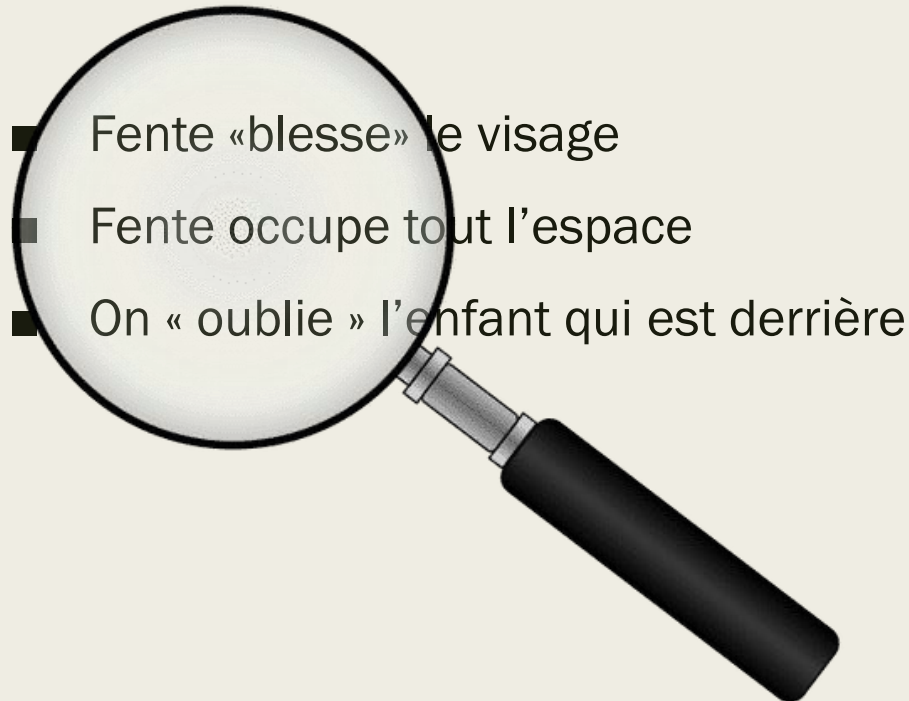 ▪ Fente «blesse» le visage
▪ Fente occupe tout l’espace
▪ On « oublie » l’enfant qui est derrière